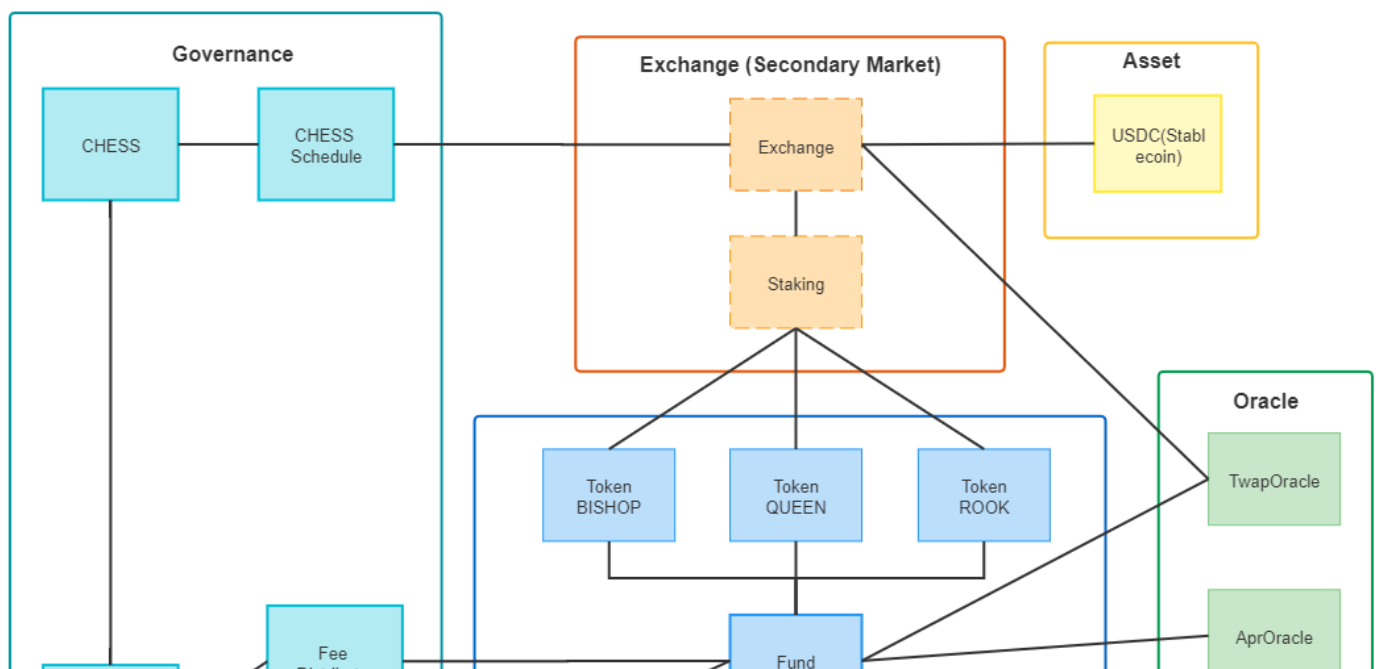 Governance
Exchange (Secondary Market)
Asset
CHESS
CHESS
Schedule
Exchange
USDC(Stabl
ecoin)
Staking
Oracle
Token
BISHOP
Token
QUEEN
Token
ROOK
TwapOracle
Fee
Fund
AprOracle